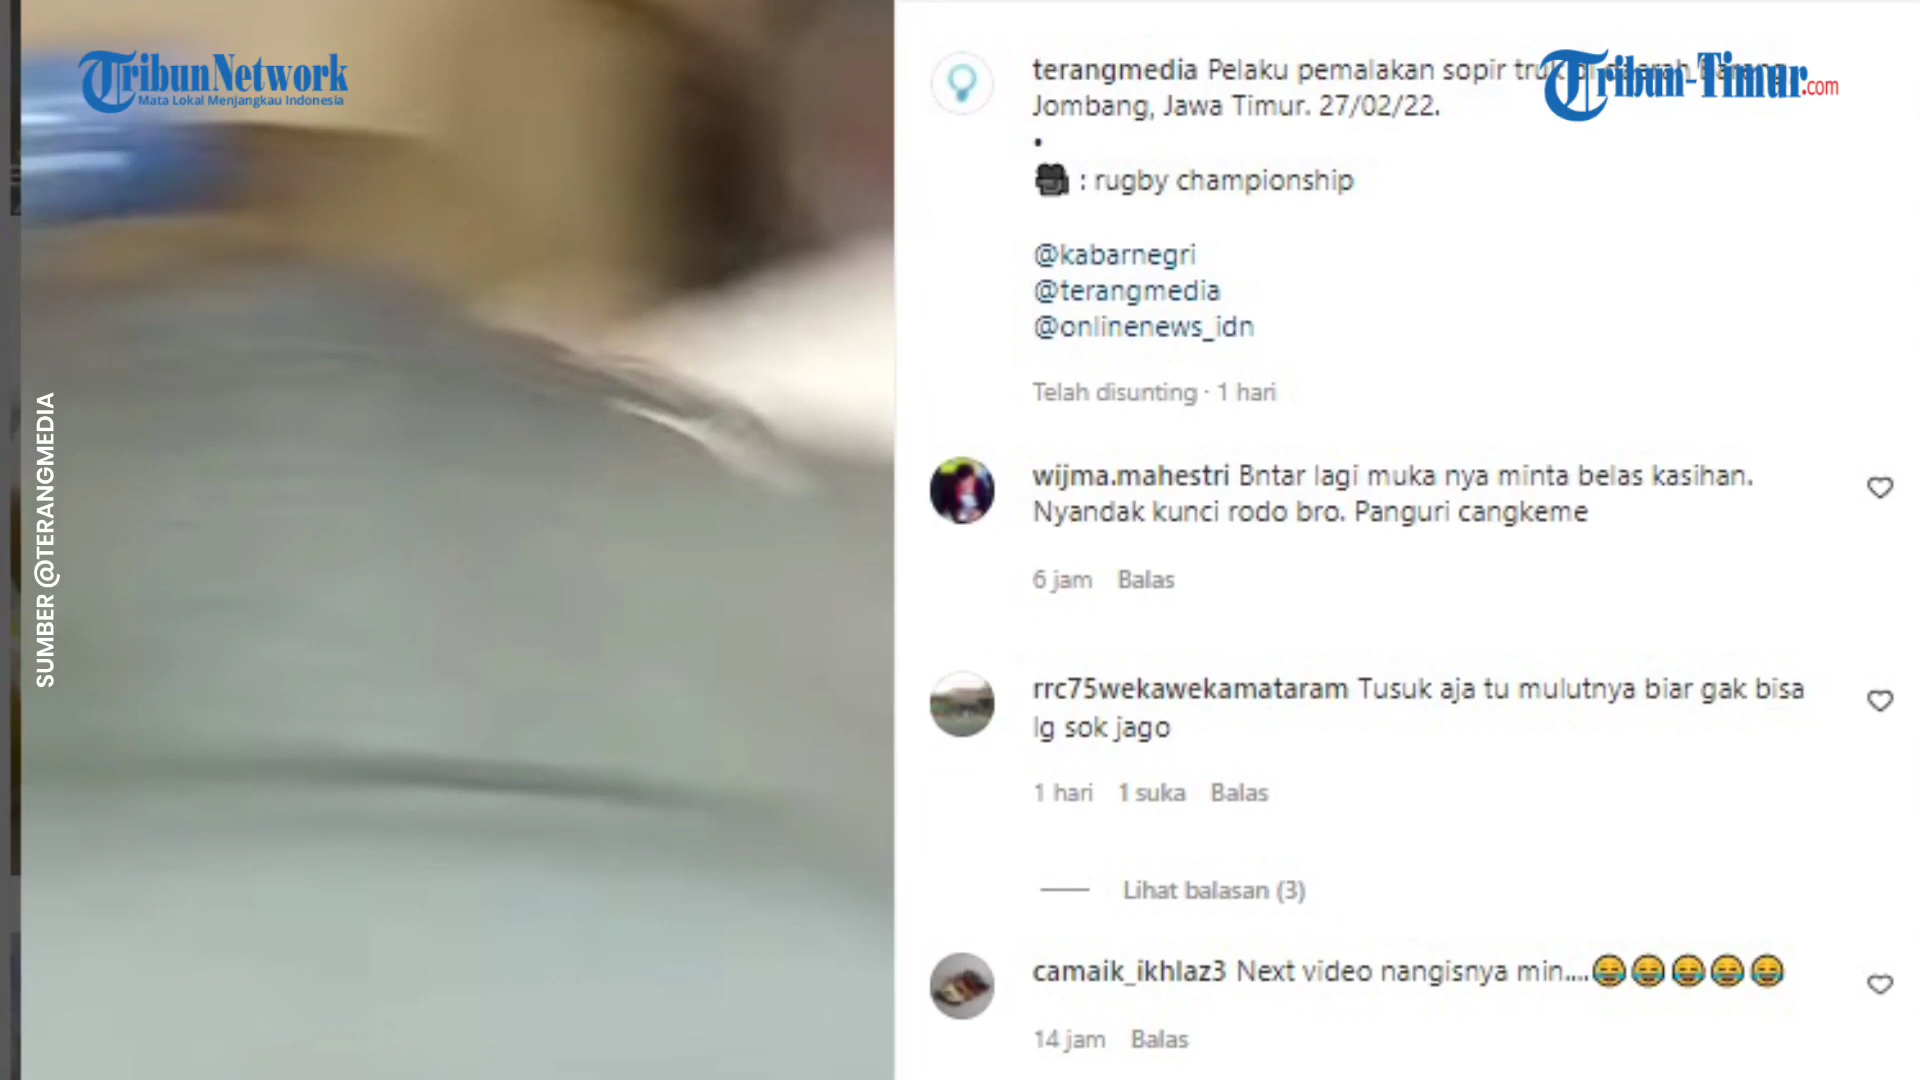 TribunNetwork
Mata Lokal Menjangkau Indonesia
SUMBER @TERANGMEDIA
Tribun-Timur.com
terangmedia Pelaku pemalakan sopir truk di daerah
Jombang, Jawa Timur. 27/02/22.
•
: rugby championship
@kabarnegri
@terangmedia
@onlinenews_idn
Telah disunting · 1 hari
wijma.mahestri Bntar lagi muka nya minta belas kasihan.
Nyandak kunci rodo bro. Panguri cangkeme
6 jam Balas
rrc75wekawekamataram Tusuk aja tu mulutnya biar gak bisa
lg sok jago
1 hari 1 suka Balas
Lihat balasan (3)
camaik_ikhlaz3 Next video nangisnya min....😂😂😂😂😂
14 jam Balas